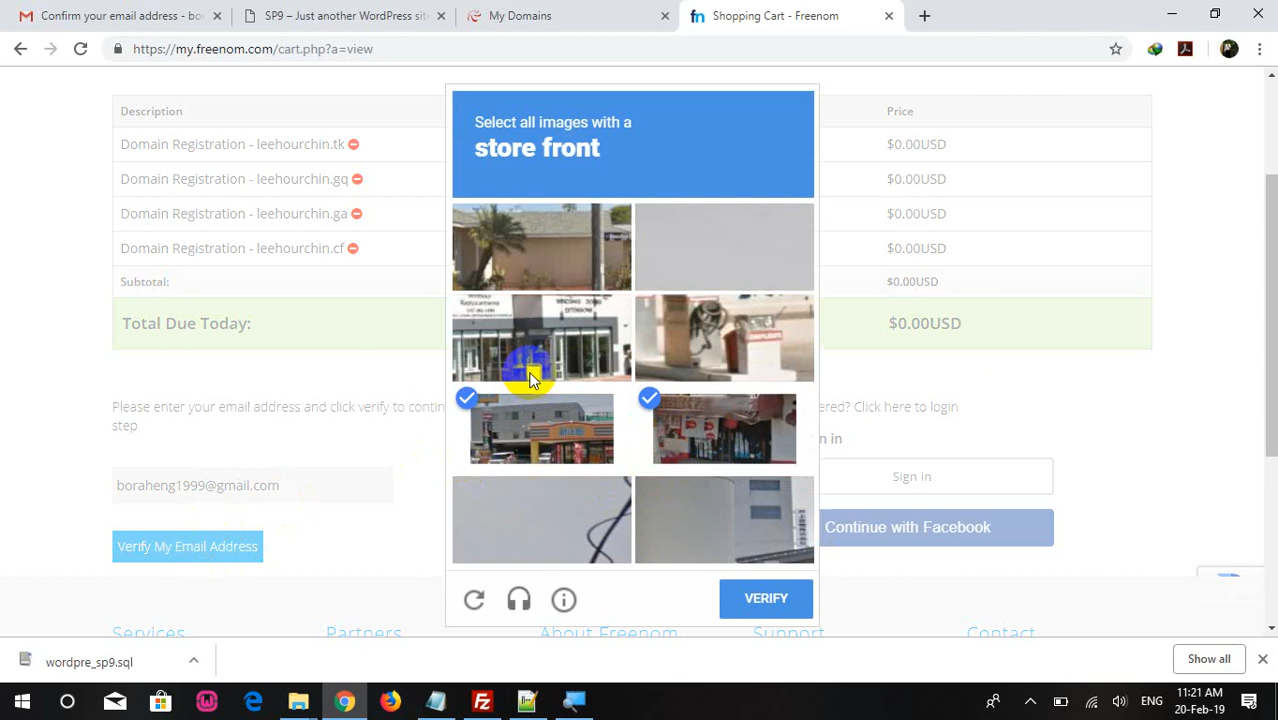 Confirm your email address - bor
SP9 – Just another WordPress sit
My Domains
Shopping Cart - Freenom
https://my.freenom.com/cart.php?a=view
Description
Price
Domain Registration - leehourchin.tk
$0.00USD
Domain Registration - leehourchin.gq
$0.00USD
Domain Registration - leehourchin.ga
$0.00USD
Domain Registration - leehourchin.cf
$0.00USD
Subtotal:
$0.00USD
Total Due Today:
$0.00USD
Select all images with a
store front
Please enter your email address and click verify to contin
step
ered? Click here to login
n in
boraheng1999@gmail.com
Sign in
Verify My Email Address
Continue with Facebook
VERIFY
Services
Partners
About Freenom
Support
Contact
wordpre_sp9.sql
Show all
ENG
11:21 AM
20-Feb-19